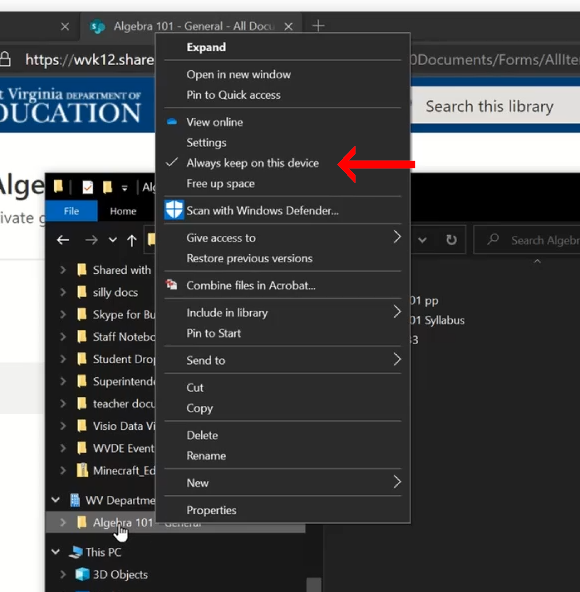 Algebra 101 - General - All Docu
https://wvk12.share
0Documents/Forms/AllIte
t Virginia DEPARTMENT OF
DUCATION
Search this library
Alge
ivate g
Expand
Open in new window
Pin to Quick access
View online
Settings
Always keep on this device
Free up space
Scan with Windows Defender...
Give access to
Restore previous versions
Combine files in Acrobat...
Include in library
Pin to Start
Send to
Cut
Copy
Delete
Rename
New
Properties
Al
File
Home
Search Algebr
Shared with
silly docs
Skype for Bu
Staff Notebo
Student Drop
Superintende
teacher docu
Visio Data Vi
WVDE Event
Minecraft_Ed
WV Departme
Algebra 101 - General
This PC
3D Objects
01 pp
01 Syllabus
3